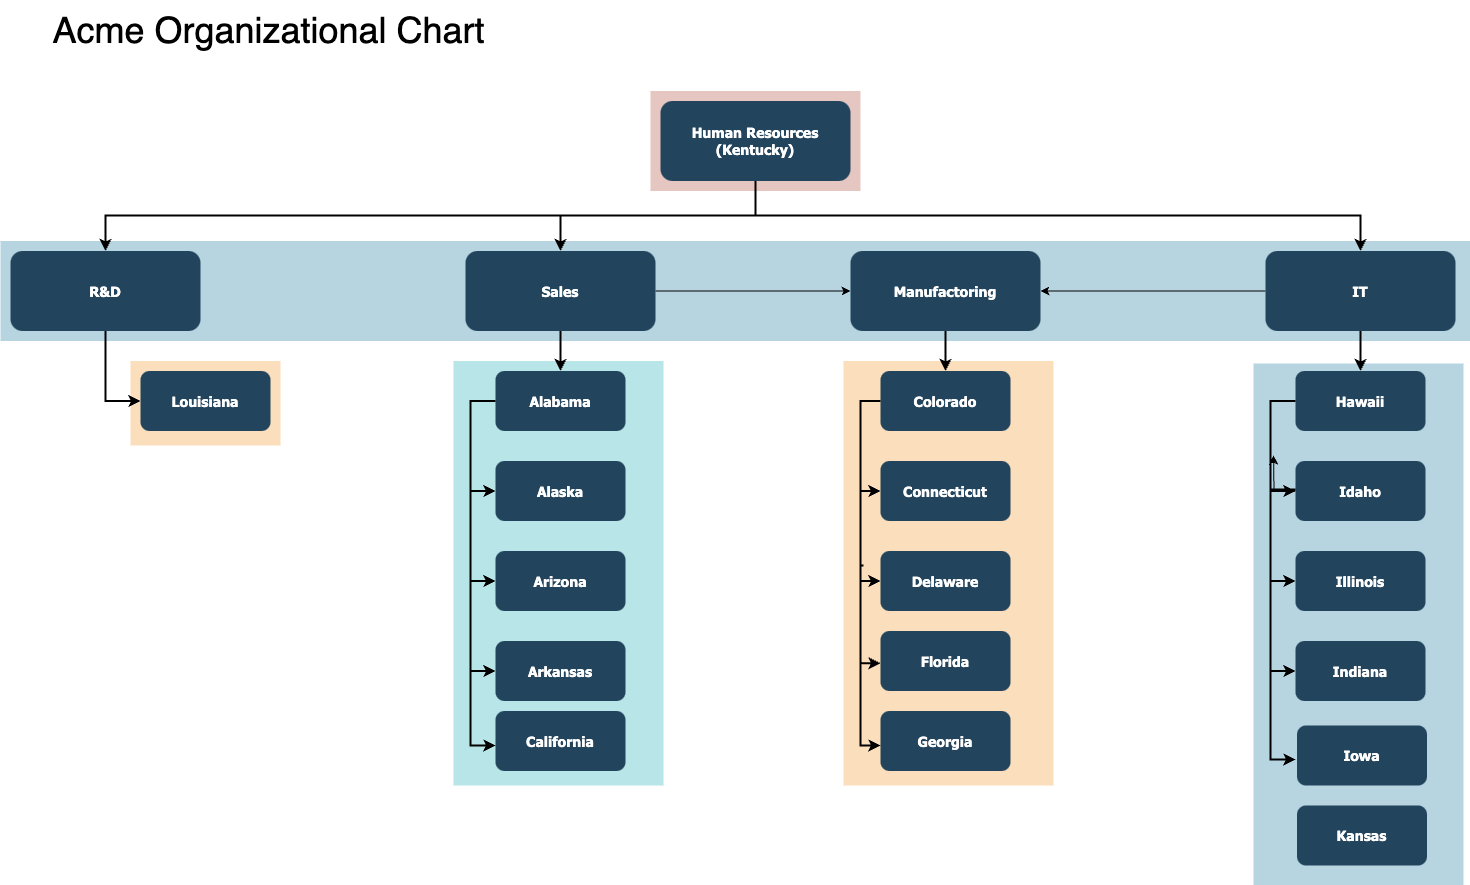 Acme Organizational Chart
Human Resources
(Kentucky)
R&D
Sales
Manufactoring
IT
Louisiana
Alabama
Colorado
Hawaii
Alaska
Connecticut
Idaho
Arizona
Delaware
Illinois
Arkansas
Florida
Indiana
California
Georgia
Iowa
Kansas